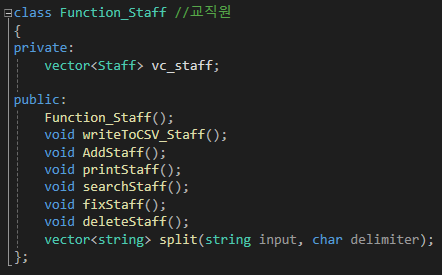 class Function_Staff //교직원
{
private:
vector<Staff> vc_staff;
public:
Function_Staff();
void writeToCSV_Staff();
void AddStaff();
void printStaff();
void searchStaff();
void fixStaff();
void deleteStaff();
vector<string> split(string input, char delimiter);
};